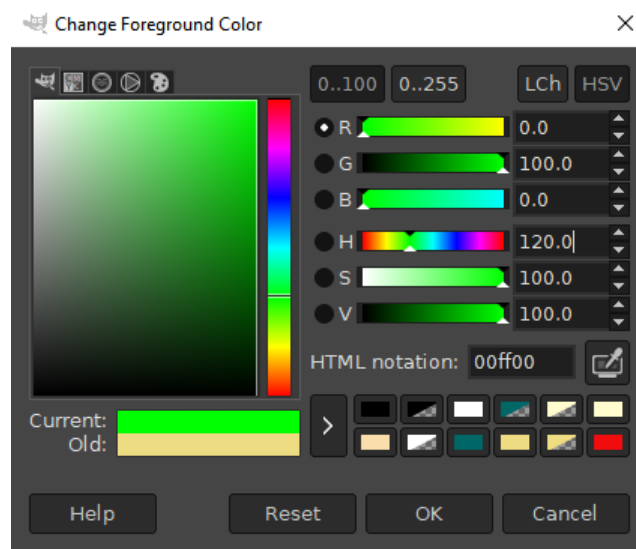 Change Foreground Color
0..100 0..255 LCh HSV
R 0.0
G 100.0
B 0.0
H 120.0
S 100.0
V 100.0
HTML notation: 00ff00
Current:
Old:
Help Reset OK Cancel